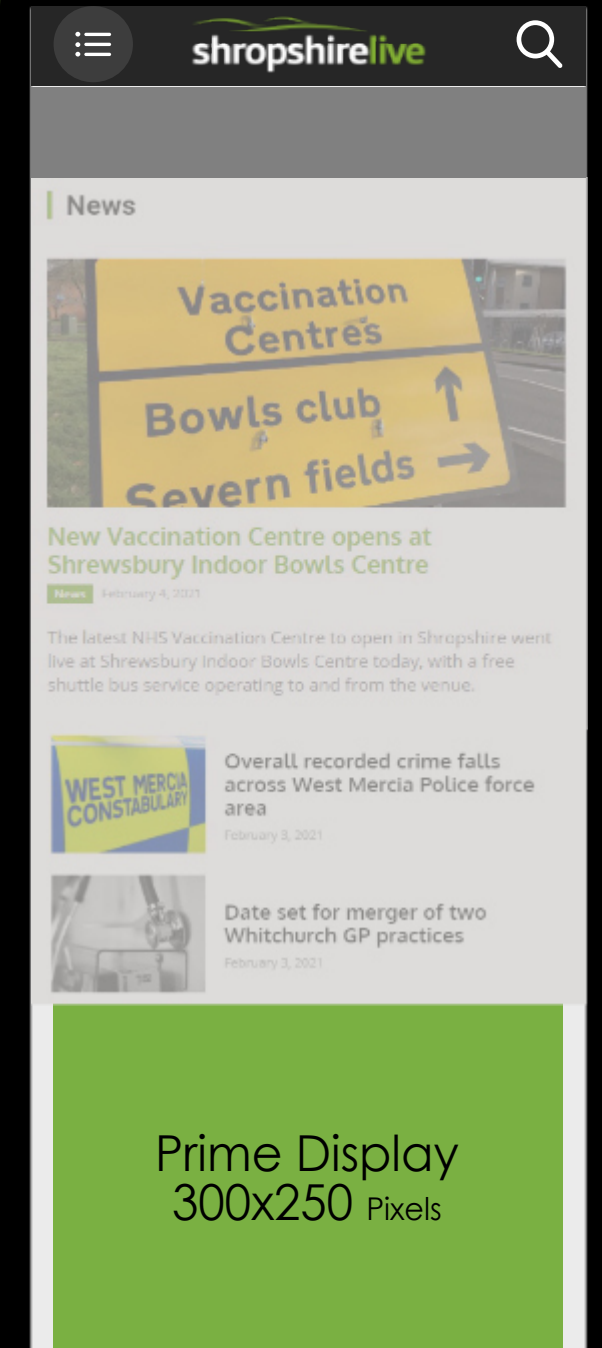 shropshirelive
News
Vaccination
Centres
Bowls club
Severn fields
New Vaccination Centre opens at
Shrewsbury Indoor Bowls Centre
News February 4, 2021
The latest NHS Vaccination Centre to open in Shropshire went
live at Shrewsbury Indoor Bowls Centre today, with a free
shuttle bus service operating to and from the venue.
WEST MERCIA
CONSTABULARY
Overall recorded crime falls
across West Mercia Police force
area
February 3, 2021
Date set for merger of two
Whitchurch GP practices
February 3, 2021
Prime Display
300x250 Pixels